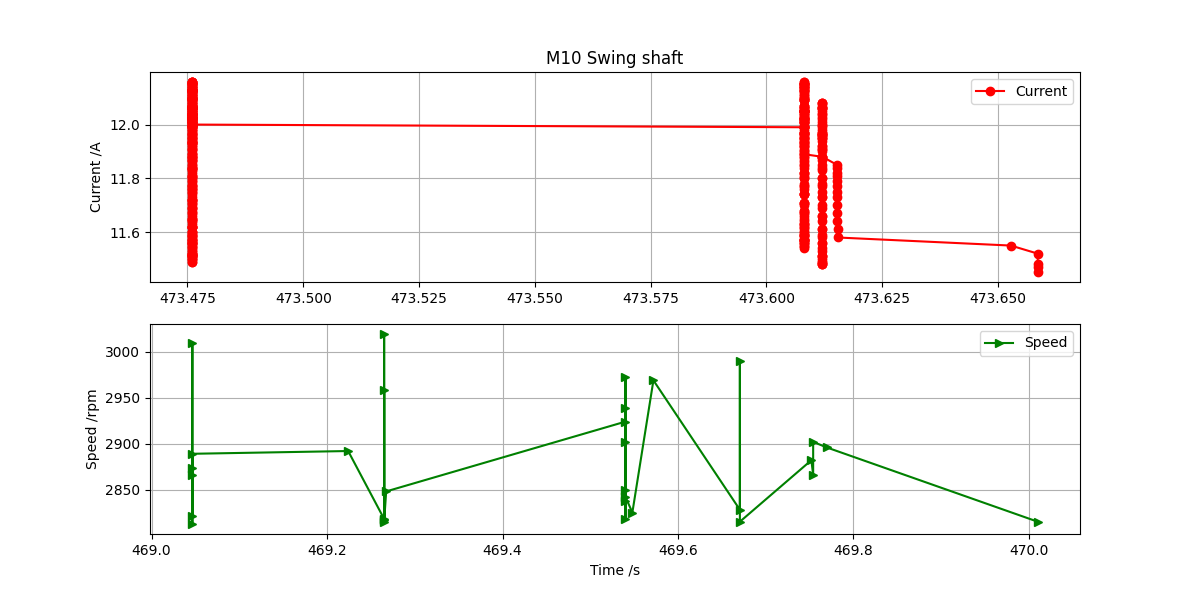 M10 Swing shaft
Current
12.0
11.8
11.6
Current /A
473.475 473.500 473.525 473.550 473.575 473.600 473.625 473.650
Speed
3000
2950
2900
2850
Speed /rpm
469.0 469.2 469.4 469.6 469.8 470.0
Time /s